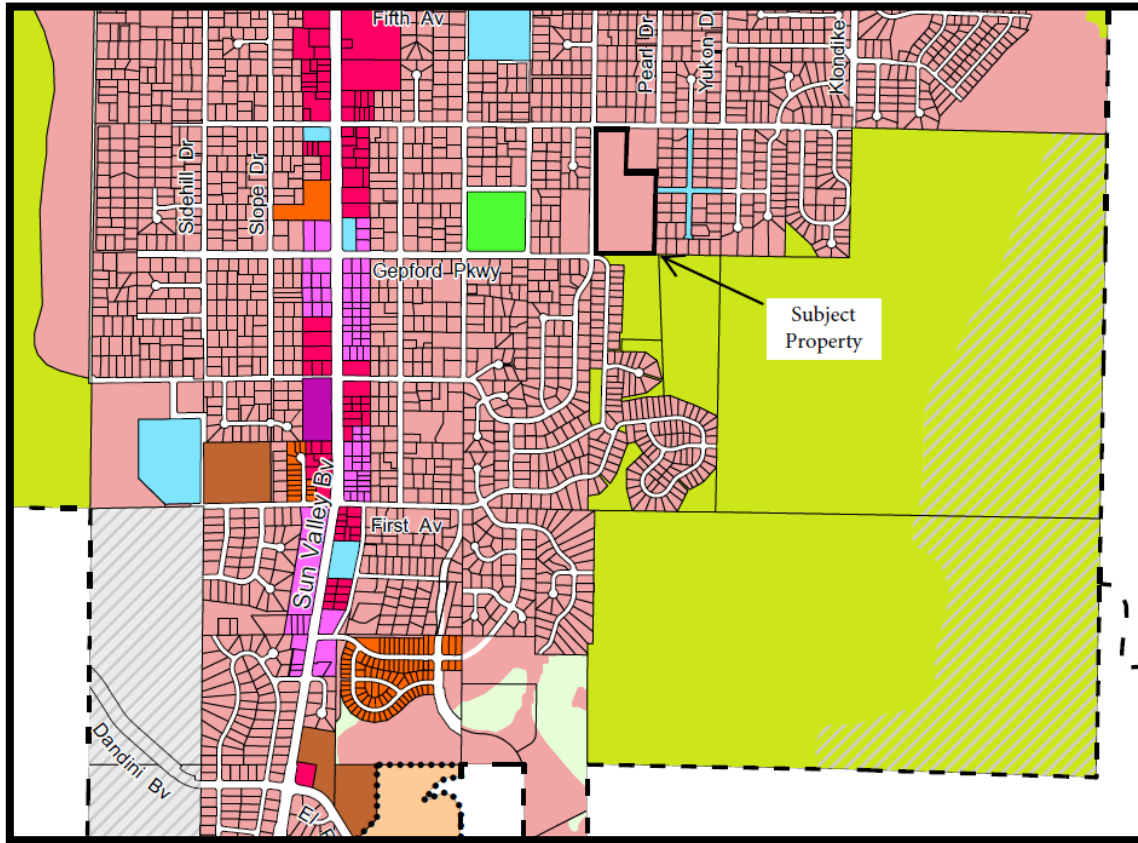 Fifth Av
Pearl Dr
Yukon D
Klondike
Sidehill Dr
Slope Dr
Gepford Pkwy
Subject
Property
Sun Valley Bv
First Av
Dandini Bv
El